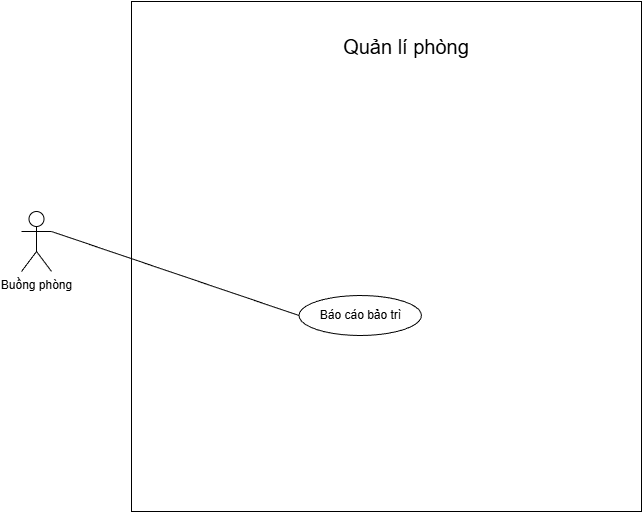 Quản lí phòng
Buồng phòng
Báo cáo bảo trì